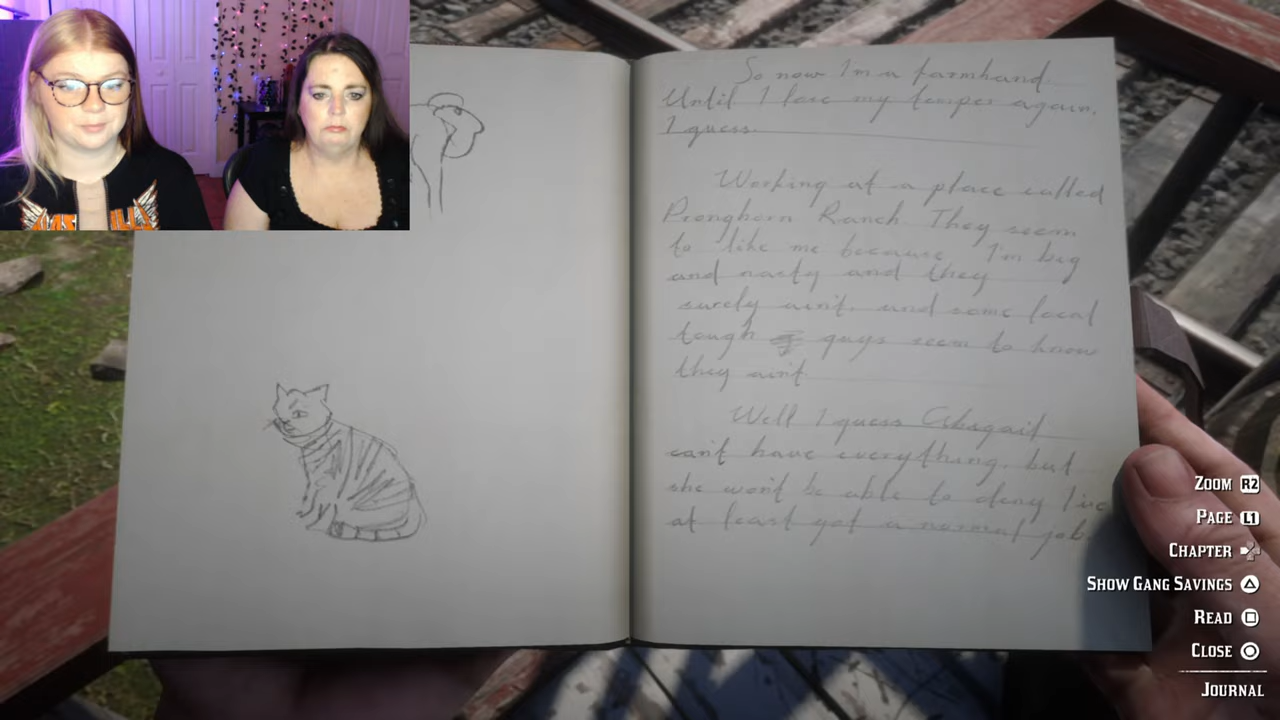 So now I'm a farmhand.
Until I lose my temper again,
I guess.
Working at a place called
Pronghorn Ranch. They seem
to like me because I'm big
and nasty and they
surely ain't, and some local
tough guys seem to know
they ain't.
Well I guess Abigail
can't have everything, but
she won't be able to deny I've
at least got a normal job.
ZOOM R2
PAGE L1
CHAPTER
SHOW GANG SAVINGS
READ
CLOSE
JOURNAL